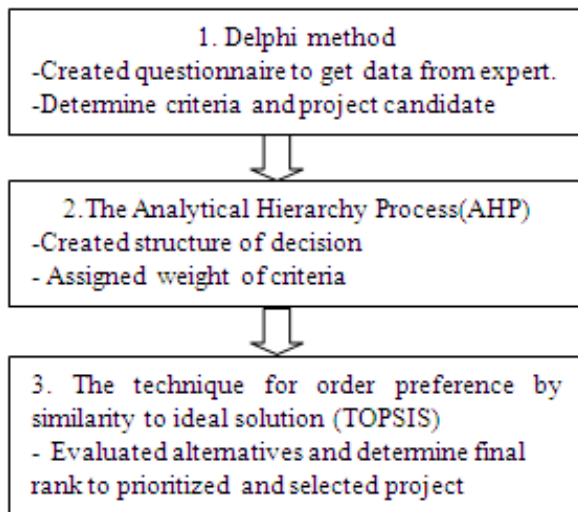 1. Delphi method
-Created questionnaire to get data from expert.
-Determine criteria and project candidate
2.The Analytical Hierarchy Process(AHP)
-Created structure of decision
- Assigned weight of criteria
3. The technique for order preference by
similarity to ideal solution (TOPSIS)
- Evaluated alternatives and determine final
rank to prioritized and selected project